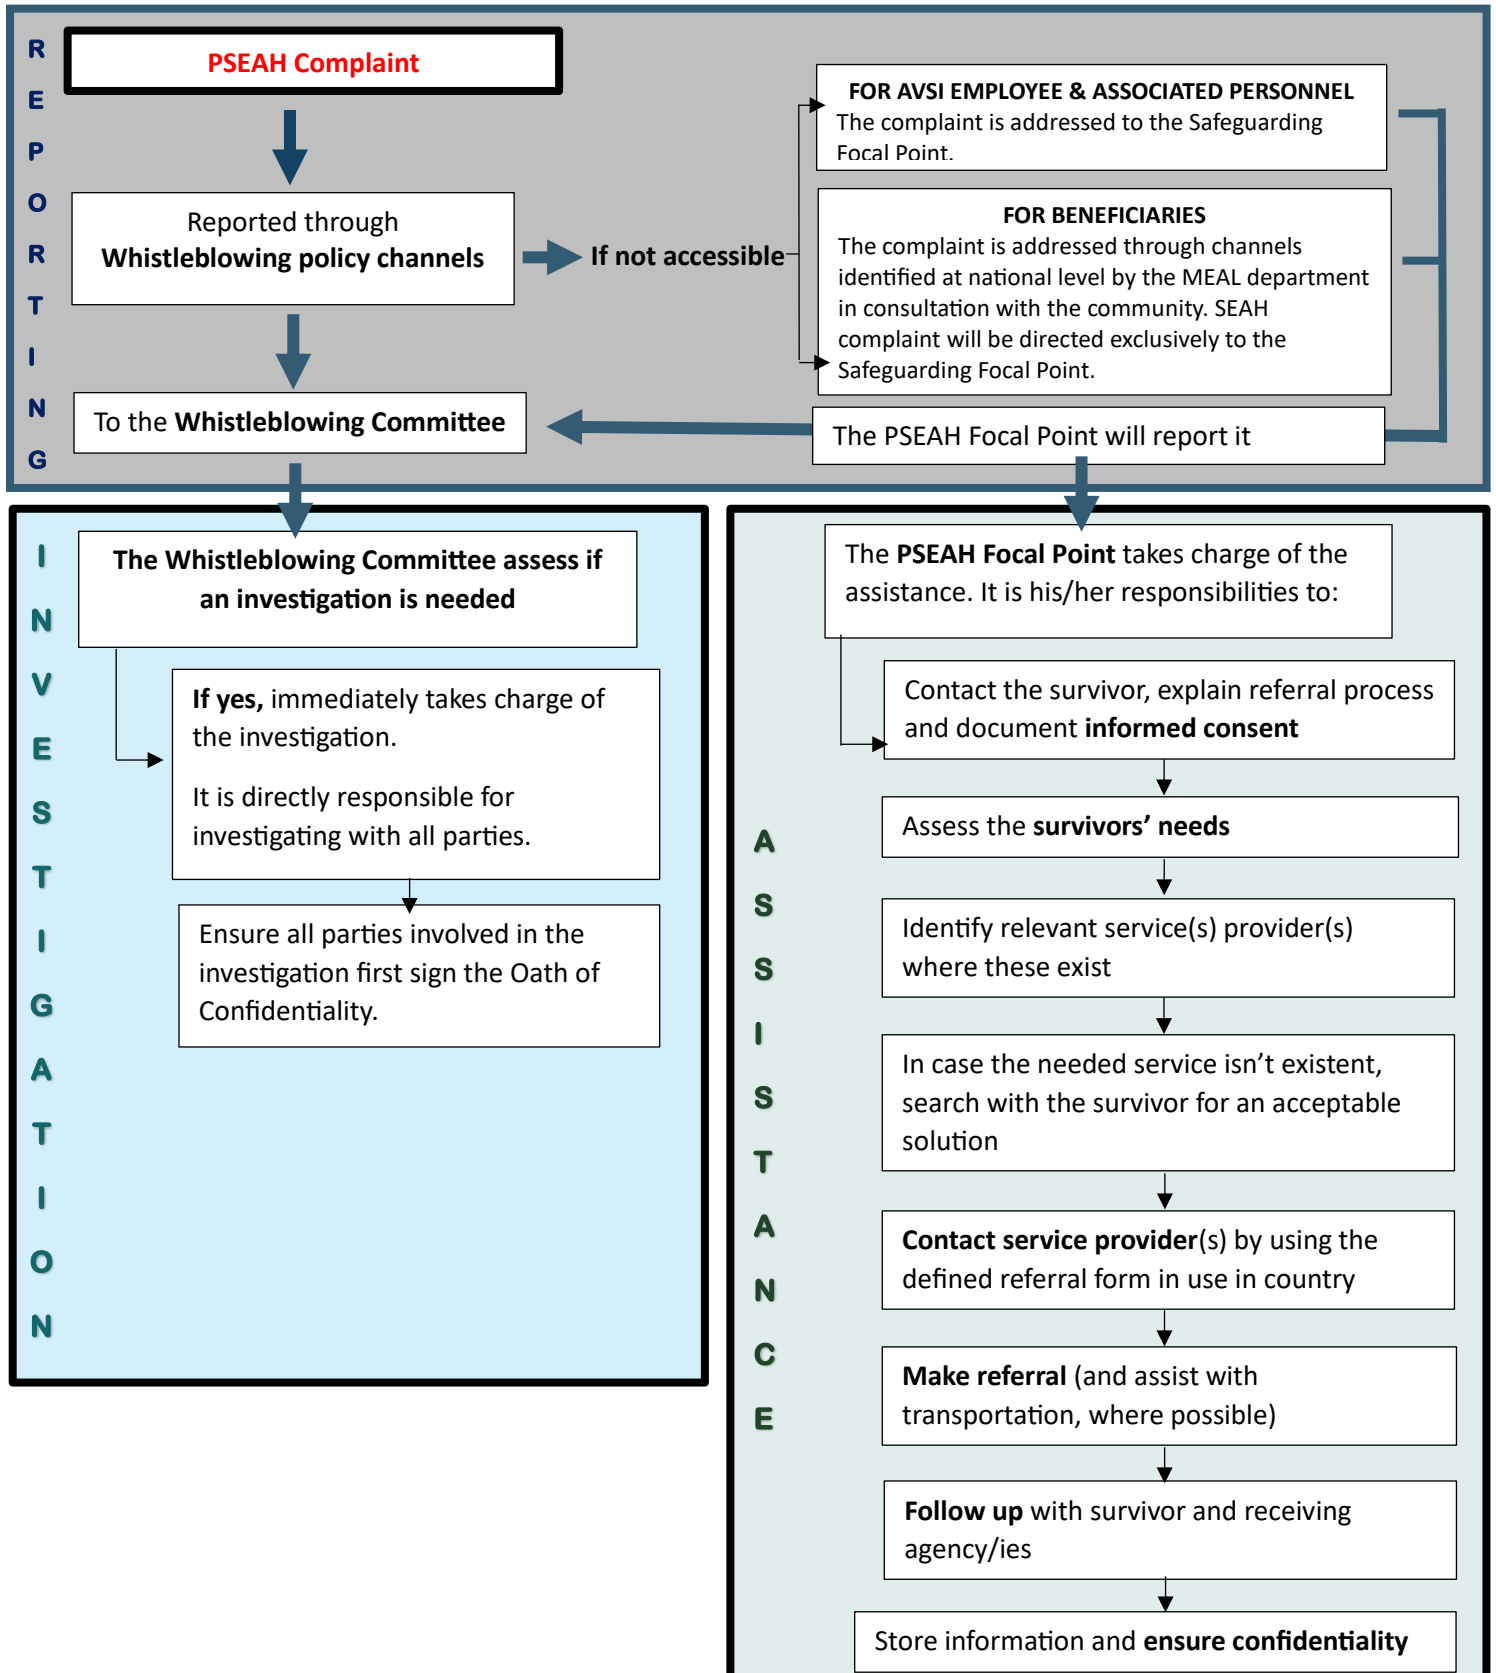 REPORTING
PSEAH Complaint
Reported through
Whistleblowing policy channels
If not accessible
FOR AVSI EMPLOYEE & ASSOCIATED PERSONNEL
The complaint is addressed to the Safeguarding
Focal Point.
FOR BENEFICIARIES
The complaint is addressed through channels
identified at national level by the MEAL department
in consultation with the community. SEAH
complaint will be directed exclusively to the
Safeguarding Focal Point.
To the Whistleblowing Committee
The PSEAH Focal Point will report it
INVESTIGATION
The Whistleblowing Committee assess if
an investigation is needed
If yes, immediately takes charge of
the investigation.
It is directly responsible for
investigating with all parties.
Ensure all parties involved in the
investigation first sign the Oath of
Confidentiality.
ASSISTANCE
The PSEAH Focal Point takes charge of the
assistance. It is his/her responsibilities to:
Contact the survivor, explain referral process
and document informed consent
Assess the survivors’ needs
Identify relevant service(s) provider(s)
where these exist
In case the needed service isn’t existent,
search with the survivor for an acceptable
solution
Contact service provider(s) by using the
defined referral form in use in country
Make referral (and assist with
transportation, where possible)
Follow up with survivor and receiving
agency/ies
Store information and ensure confidentiality